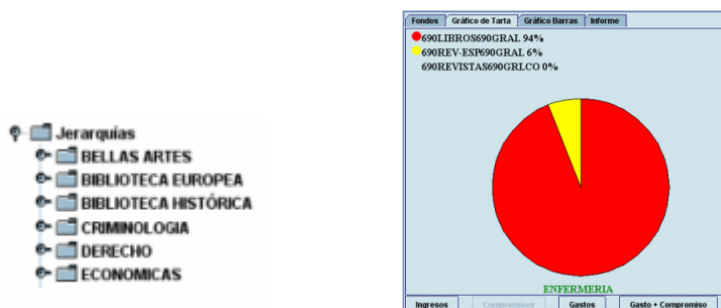 Jerarquías
BELLAS ARTES
BIBLIOTECA EUROPEA
BIBLIOTECA HISTÓRICA
CRIMINOLOGIA
DERECHO
ECONOMICAS
Fondos Gráfico de Tarta Gráfico Barras Informe
690LIBROS690GRAL 94%
690REV-ESP690GRAL 6%
690REVISTAS690GRLCO 0%
ENFERMERIA
Ingresos Compromisos Gastos Gasto + Compromiso